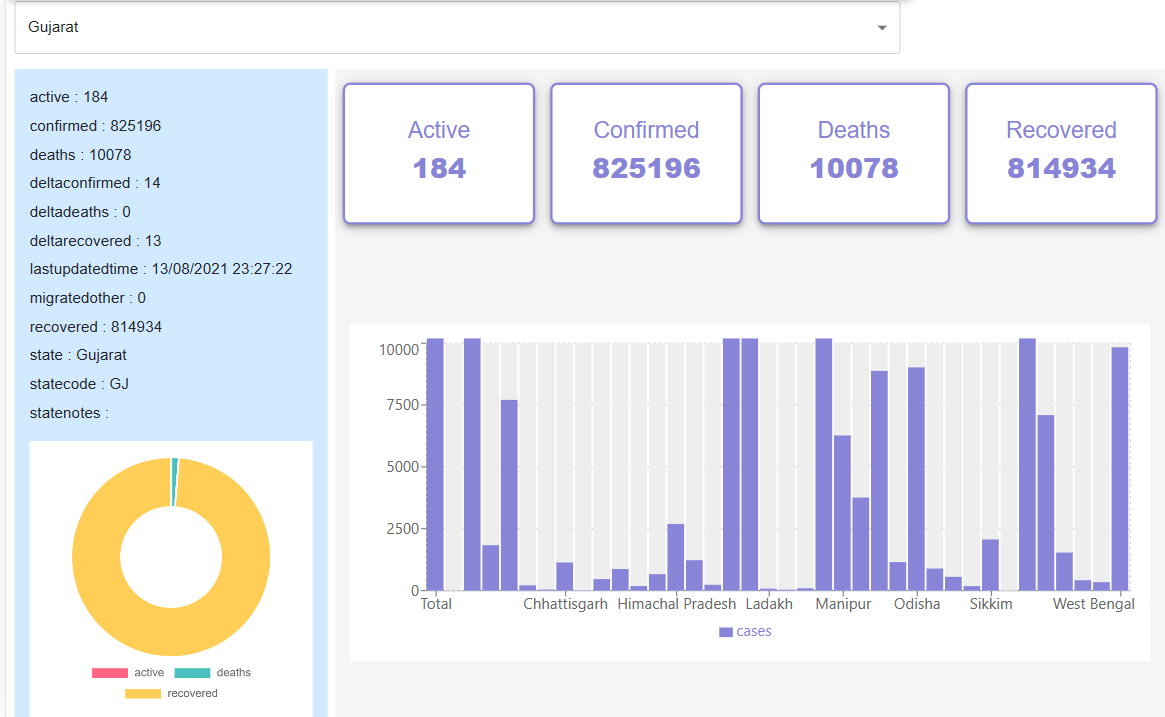 Gujarat
active : 184
confirmed : 825196
deaths : 10078
deltaconfirmed : 14
deltadeaths : 0
deltarecovered : 13
lastupdatedtime : 13/08/2021 23:27:22
migratedother : 0
recovered : 814934
state : Gujarat
statecode : GJ
statenotes :
active deaths
recovered
Active
184
Confirmed
825196
Deaths
10078
Recovered
814934
10000
7500
5000
2500
0
Total Chhattisgarh Himachal Pradesh Ladakh Manipur Odisha Sikkim West Bengal
cases